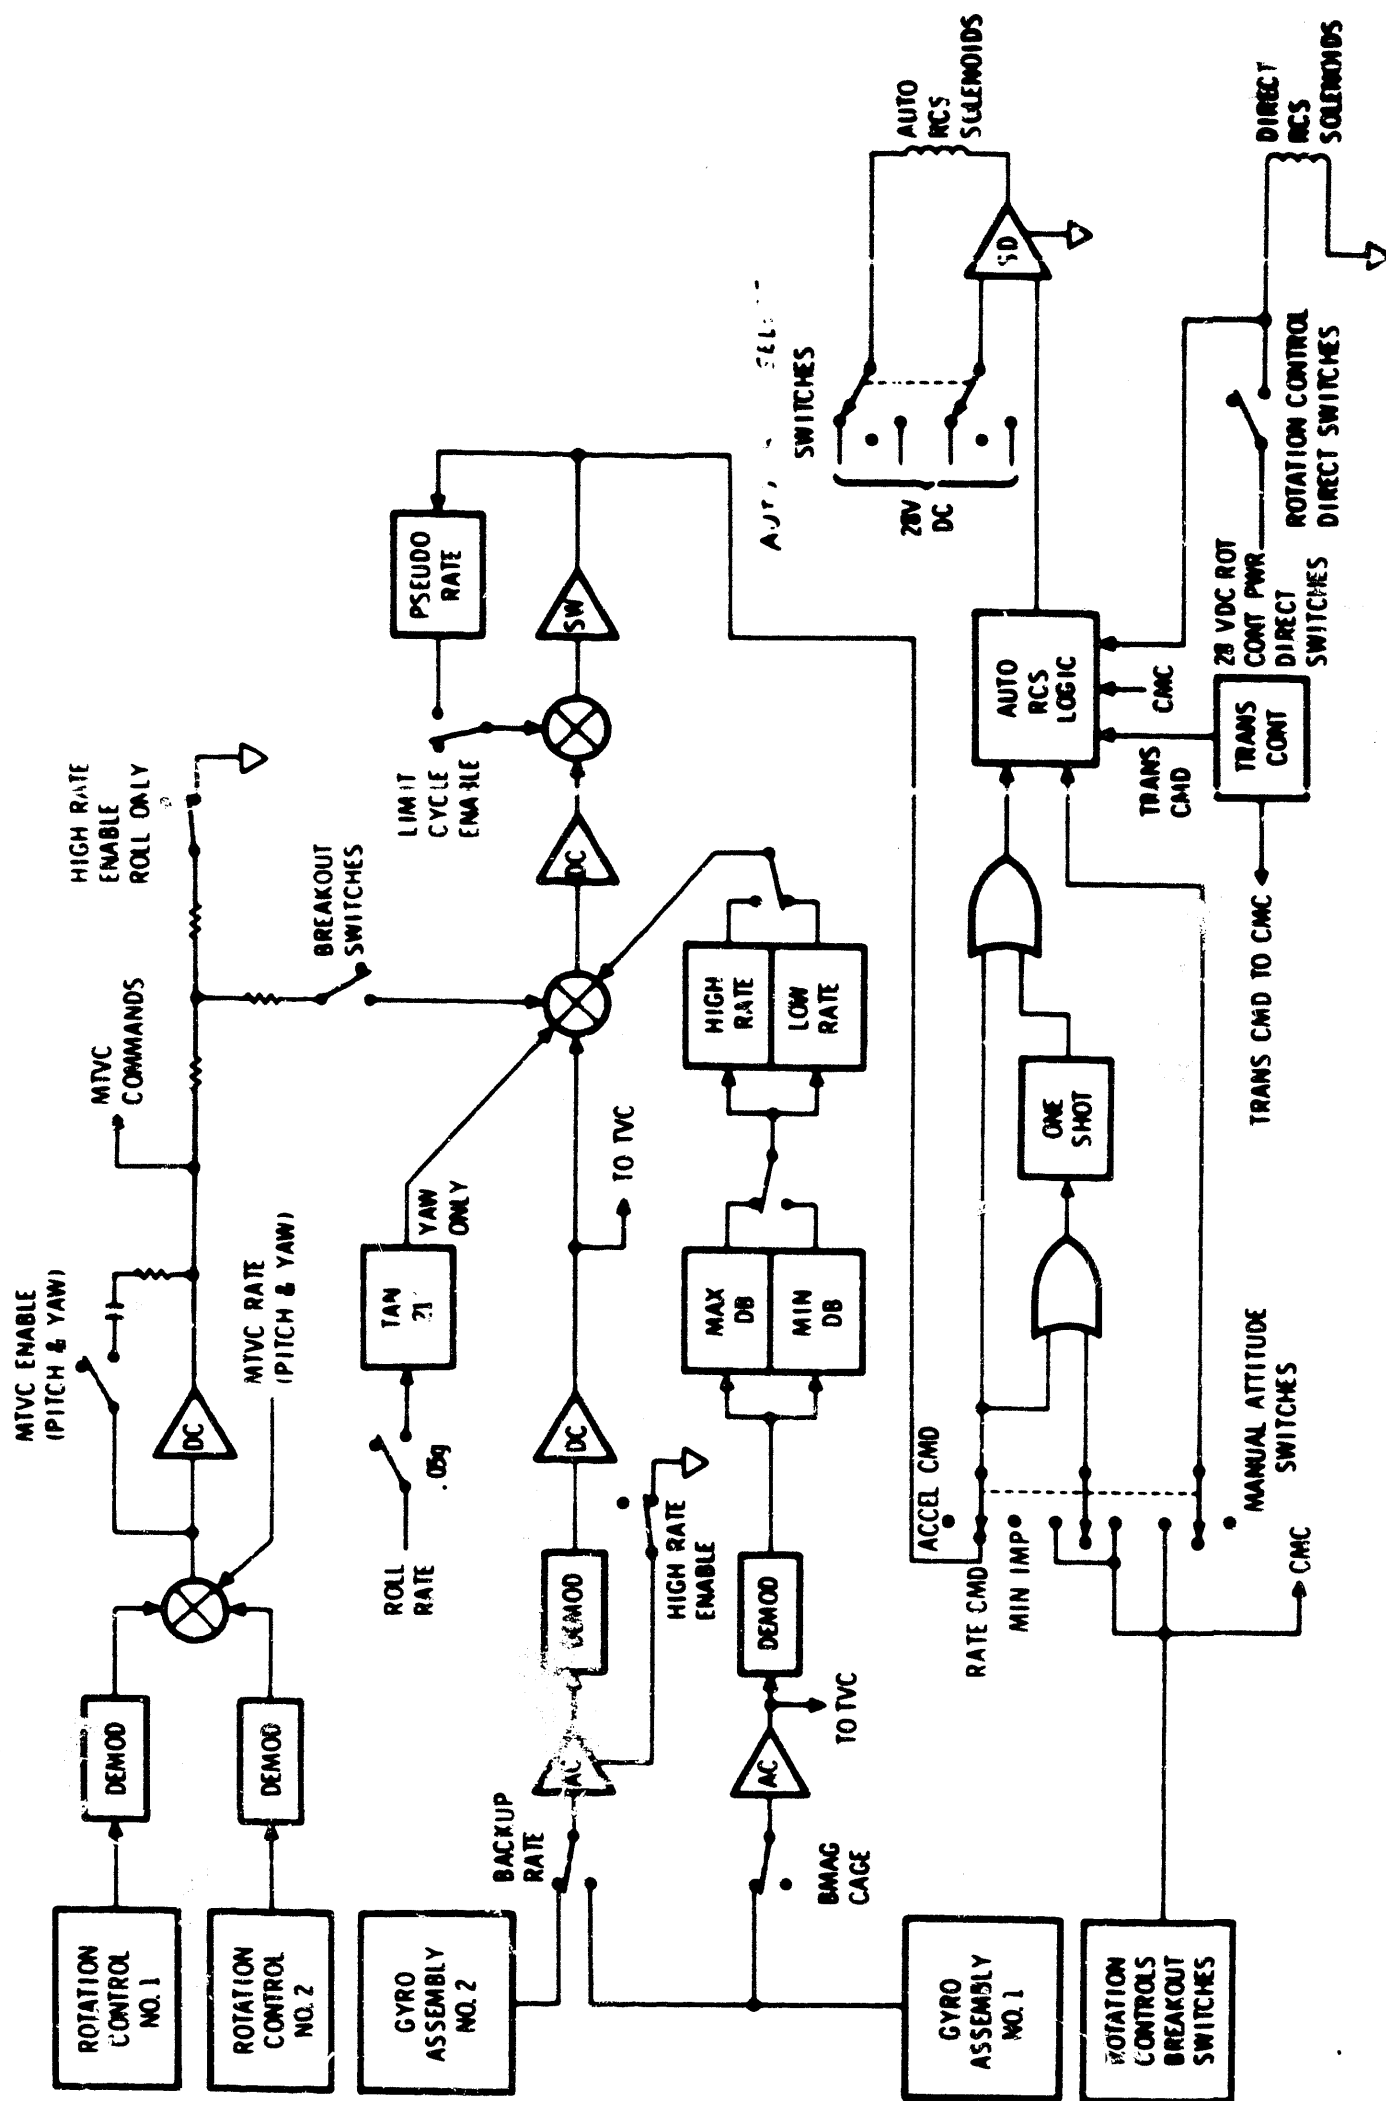 ROTATION
CONTROL
NO. 1
DEMOD
MTVC ENABLE
(PITCH & YAW)
DC
MTVC
COMMANDS
HIGH RATE
ENABLE
ROLL ONLY
ROTATION
CONTROL
NO. 2
DEMOD
MTVC RATE
(PITCH & YAW)
BREAKOUT
SWITCHES
ROLL
RATE
.05g
TAN
YAW
ONLY
LIMIT
CYCLE
ENABLE
PSEUDO
RATE
GYRO
ASSEMBLY
NO. 2
BACKUP
RATE
AC
DEMOD
DC
TO TVC
DC
SW
HIGH RATE
ENABLE
BMAG
CAGE
AC
TO TVC
DEMOD
MAX
DB
MIN
DB
HIGH
RATE
LOW
RATE
SWITCHES
28V
DC
AUTO
RCS
SOLENOIDS
SD
GYRO
ASSEMBLY
NO. 1
ACCEL CMD
RATE CMD
MIN IMP
ONE
SHOT
AUTO
RCS
LOGIC
CMC
TRANS
CMD
TRANS
CONT
28 VDC ROT
CONT PWR
DIRECT
SWITCHES
ROTATION CONTROL
DIRECT SWITCHES
DIRECT
RCS
SOLENOIDS
ROTATION
CONTROLS
BREAKOUT
SWITCHES
CMC
MANUAL ATTITUDE
SWITCHES
TRANS CMD TO CMC